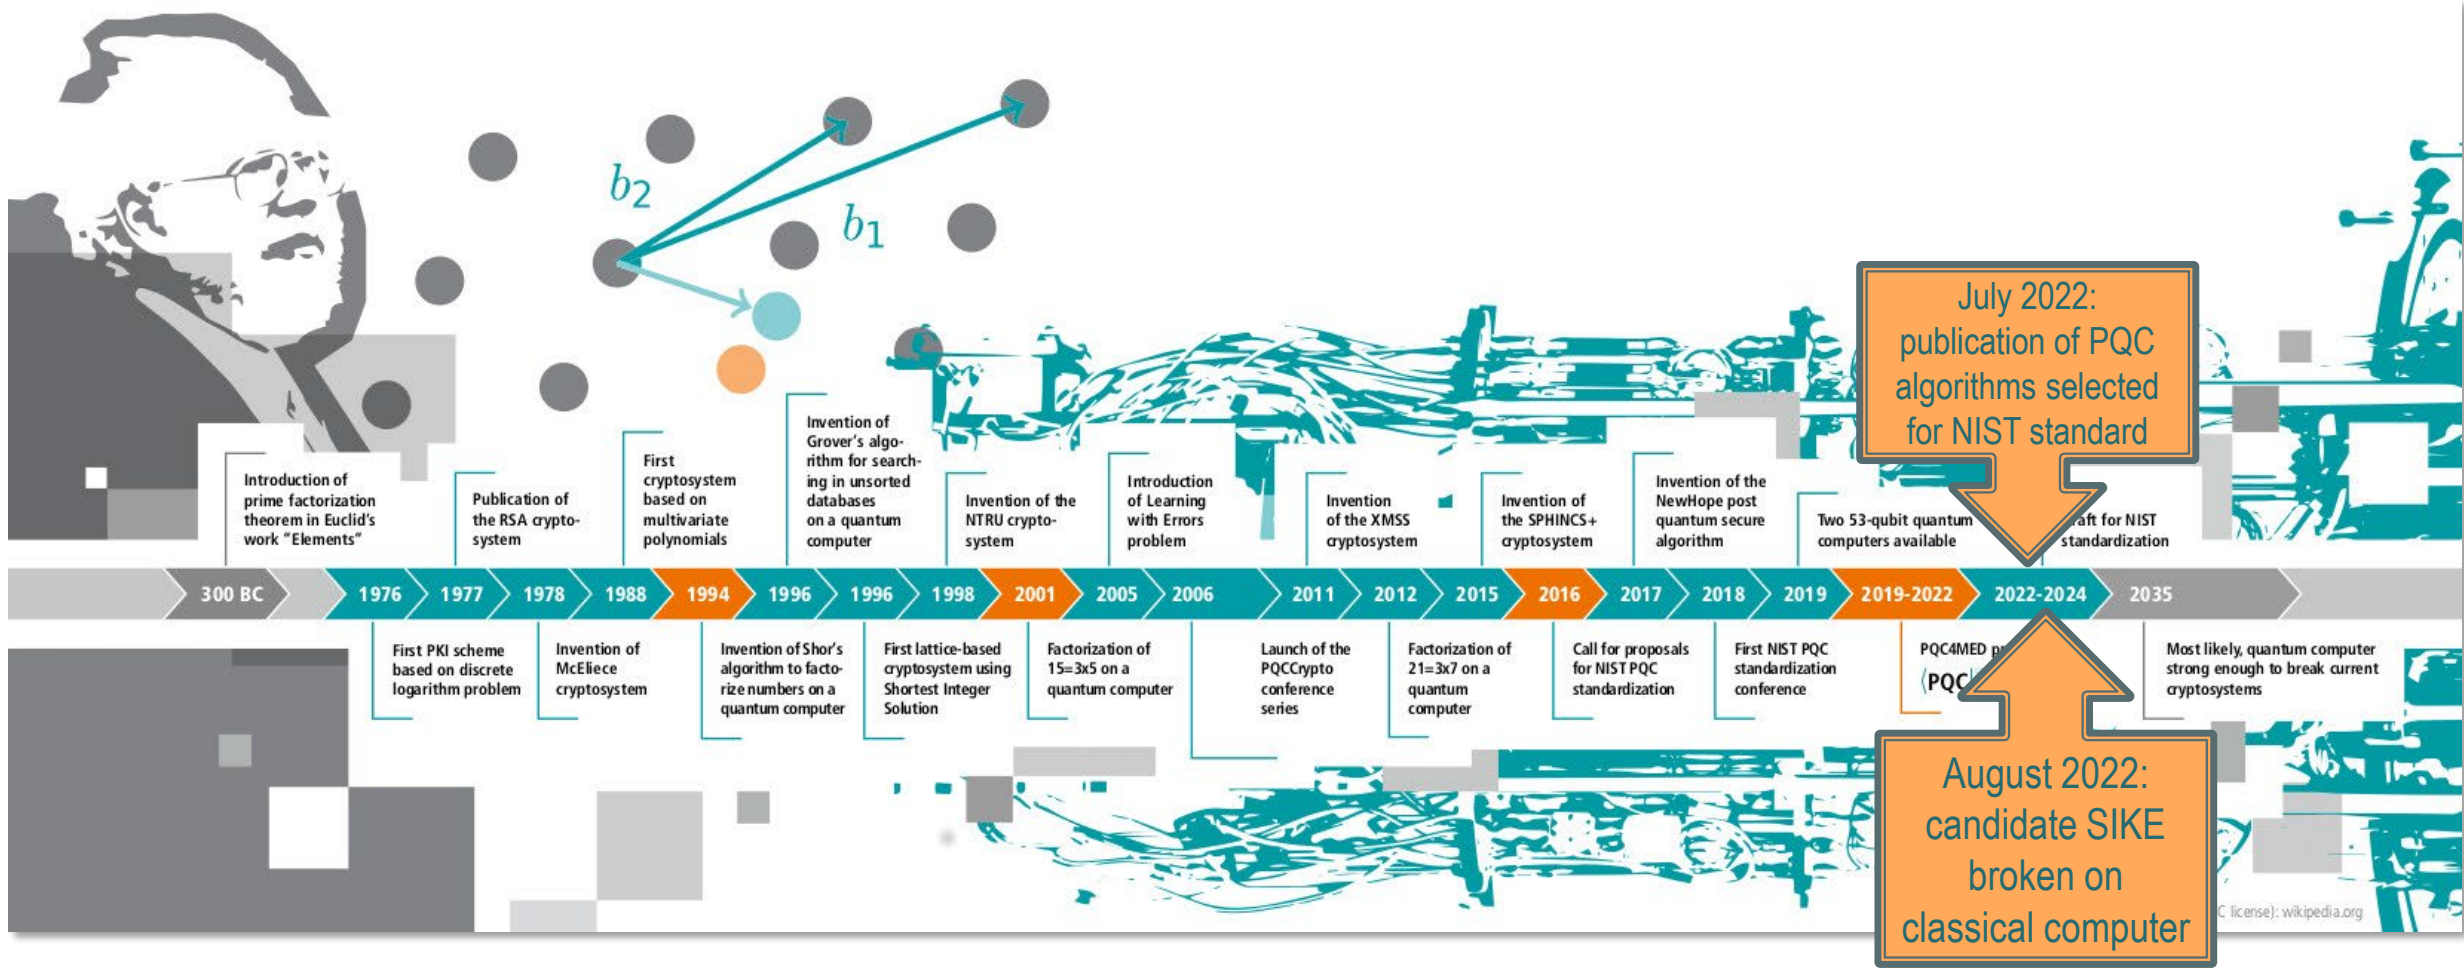 b2
b1
July 2022:
publication of PQC
algorithms selected
for NIST standard
Introduction of
prime factorization
theorem in Euclid's
work "Elements"
Publication of
the RSA crypto-
system
First
cryptosystem
based on
multivariate
polynomials
Invention of
Grover's algo-
rithm for search-
ing in unsorted
databases
on a quantum
computer
Invention of the
NTRU crypto-
system
Introduction
of Learning
with Errors
problem
Invention
of the XMSS
cryptosystem
Invention of
the SPHINCS+
cryptosystem
Invention of the
NewHope post
quantum secure
algorithm
Two 53-qubit quantum
computers available
for NIST
standardization
300 BC
1976
1977
1978
1988
1994
1996
1996
1998
2001
2005
2006
2011
2012
2015
2016
2017
2018
2019
2019-2022
2022-2024
2035
First PKI scheme
based on discrete
logarithm problem
Invention of
McEliece
cryptosystem
Invention of Shor's
algorithm to facto-
rize numbers on a
quantum computer
First lattice-based
cryptosystem using
Shortest Integer
Solution
Factorization of
15=3x5 on a
quantum computer
Launch of the
PQCCrypto
conference
series
Factorization of
21=3x7 on a
quantum
computer
Call for proposals
for NIST PQC
standardization
First NIST PQC
standardization
conference
PQC4MED
⟨PQC
Most likely, quantum computer
strong enough to break current
cryptosystems
August 2022:
candidate SIKE
broken on
classical computer
license): wikipedia.org